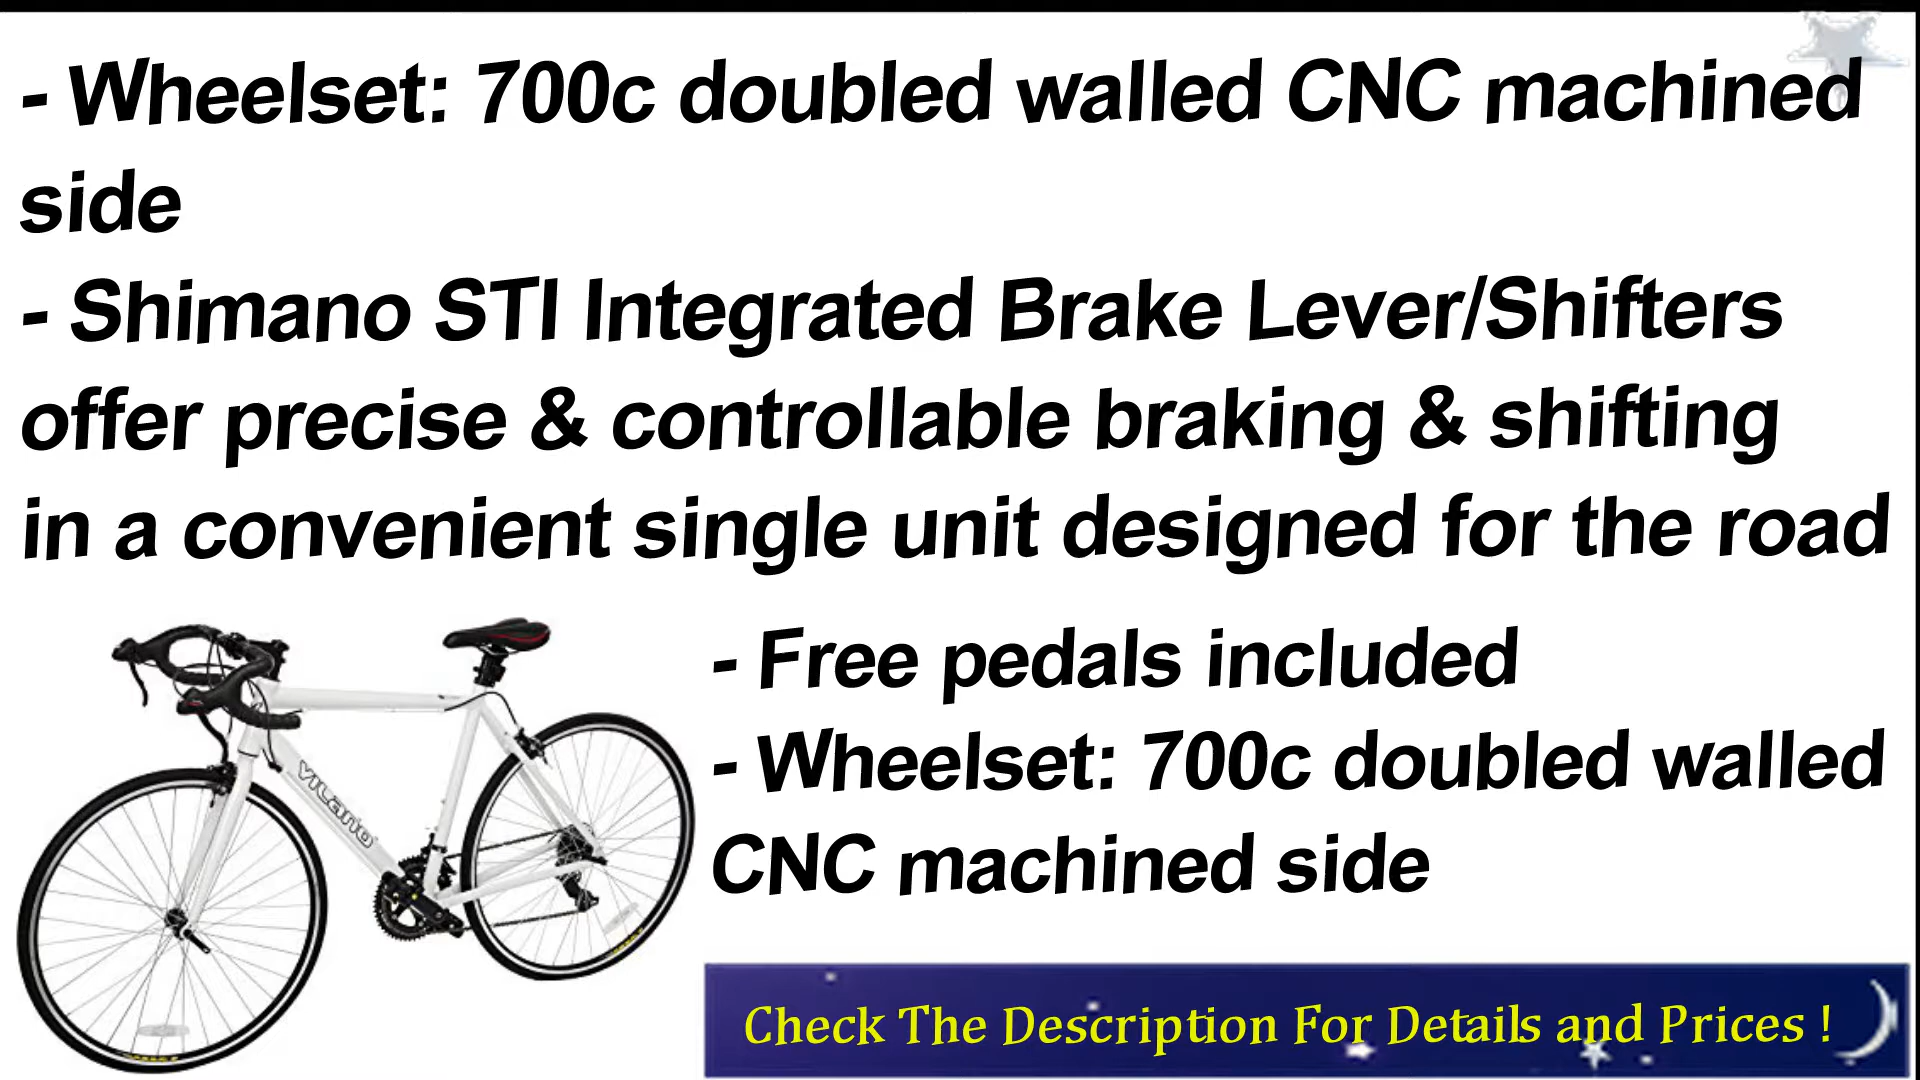 - Wheelset: 700c doubled walled CNC machined
side
- Shimano STI Integrated Brake Lever/Shifters
offer precise & controllable braking & shifting
in a convenient single unit designed for the road
- Free pedals included
- Wheelset: 700c doubled walled
CNC machined side
VILANO
Check The Description For Details and Prices !